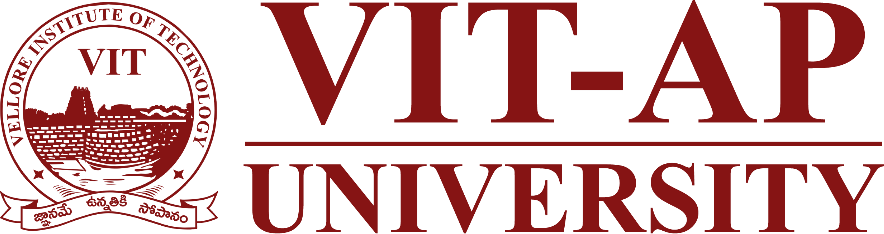 VELLORE INSTITUTE OF TECHNOLOGY
VIT
జ్ఞానమే ఉన్నతికి సోపానం
VIT-AP
UNIVERSITY